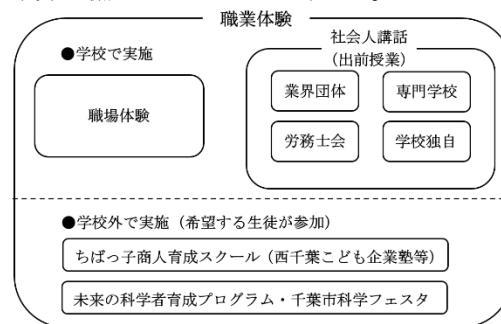 職業体験
●学校で実施
社会人講話
(出前授業)
職場体験
業界団体
専門学校
労務士会
学校独自
●学校外で実施（希望する生徒が参加）
ちばっ子商人育成スクール（西千葉こども企業塾等）
未来の科学者育成プログラム・千葉市科学フェスタ